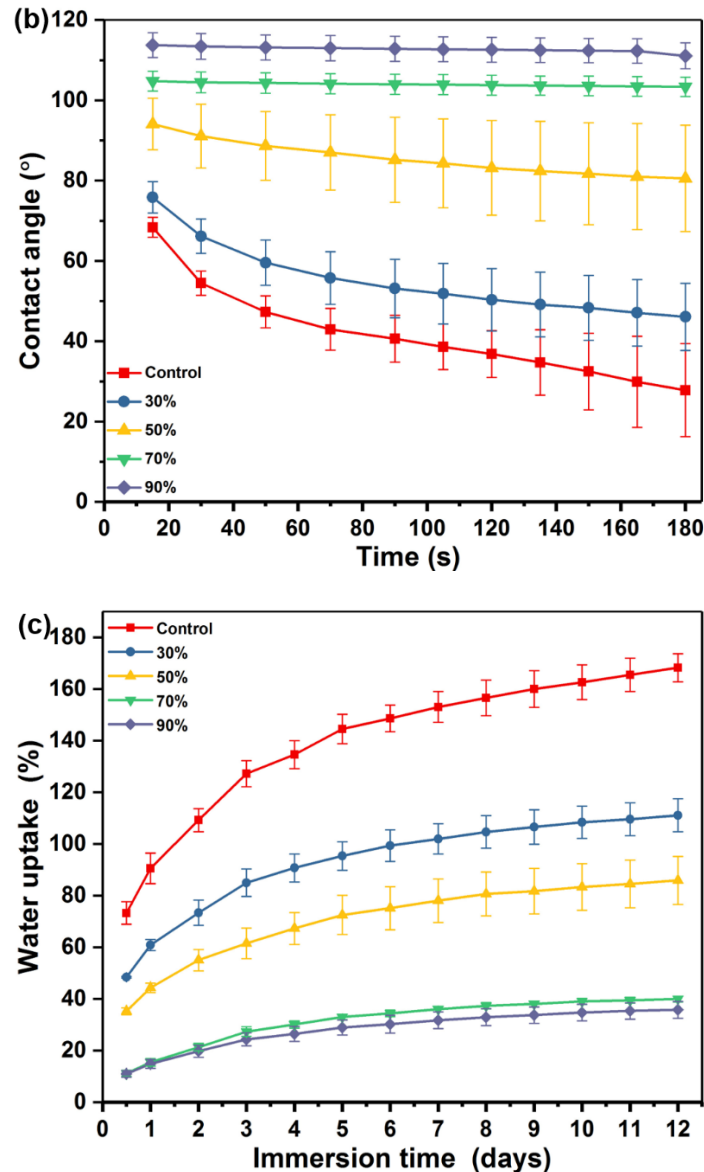 (b)
120
100
80
60
40
20
0
Contact angle (°)
Control
30%
50%
70%
90%
0 20 40 60 80 100 120 140 160 180
Time (s)
(c)
180
160
140
120
100
80
60
40
20
0
Water uptake (%)
Control
30%
50%
70%
90%
0 1 2 3 4 5 6 7 8 9 10 11 12
Immersion time (days)